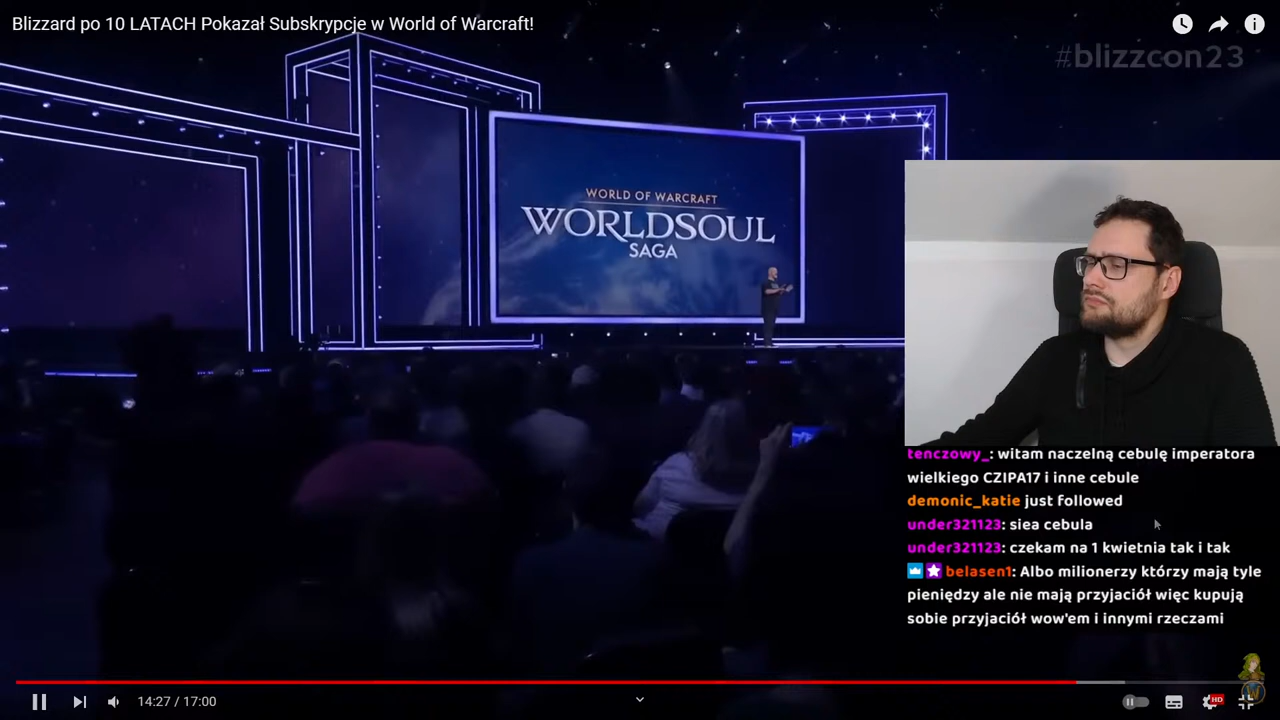 Blizzard po 10 LATACH Pokazał Subskrypcje w World of Warcraft!
#blizzcon23
WORLD OF WARCRAFT
WORLDSOUL
SAGA
tenczowy_: witam naczelną cebulę imperatora
wielkiego CZIPA17 i inne cebule
demonic_katie just followed
under321123: siea cebula
under321123: czekam na 1 kwietnia tak i tak
belasen1: Albo milionerzy którzy mają tyle
pieniędzy ale nie mają przyjaciół więc kupują
sobie przyjaciół wow'em i innymi rzeczami
14:27 / 17:00
HD